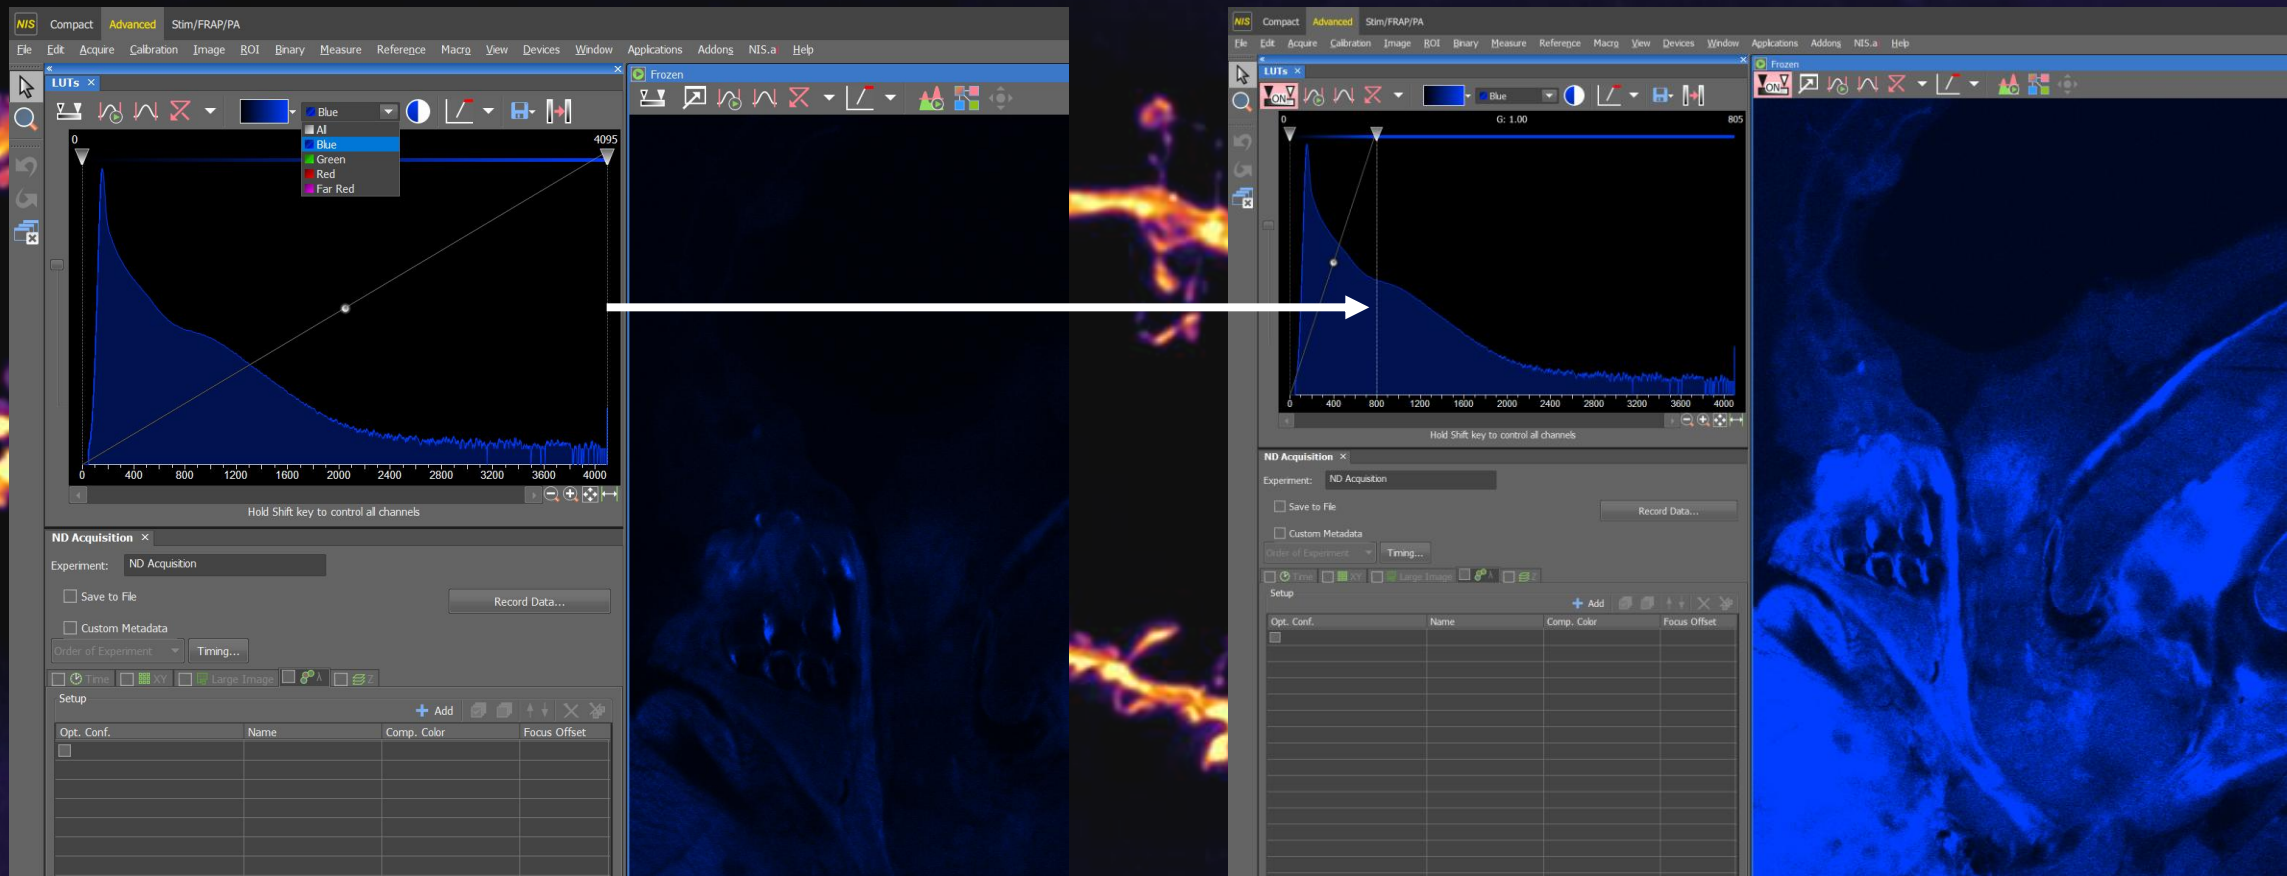 NIS Compact Advanced Stim/FRAP/PA
File Edit Acquire Calibration Image ROI Binary Measure Reference Macro View Devices Window Applications Addons NIS.a Help
LUTs
Frozen
Blue
All
Blue
Green
Red
Far Red
0 4095
0 400 800 1200 1600 2000 2400 2800 3200 3600 4000
Hold Shift key to control all channels
ND Acquisition
Experiment: ND Acquisition
Save to File
Record Data...
Custom Metadata
Order of Experiment Timing...
Time XY Large Image λ Z
Setup
Add
Opt. Conf. Name Comp. Color Focus Offset
NIS Compact Advanced Stim/FRAP/PA
File Edit Acquire Calibration Image ROI Binary Measure Reference Macro View Devices Window Applications Addons NIS.a Help
LUTs
Frozen
ON Blue
ON
0 G: 1.00 805
0 400 800 1200 1600 2000 2400 2800 3200 3600 4000
Hold Shift key to control all channels
ND Acquisition
Experiment: ND Acquisition
Save to File
Record Data...
Custom Metadata
Order of Experiment Timing...
Time XY Large Image λ Z
Setup
Add
Opt. Conf. Name Comp. Color Focus Offset